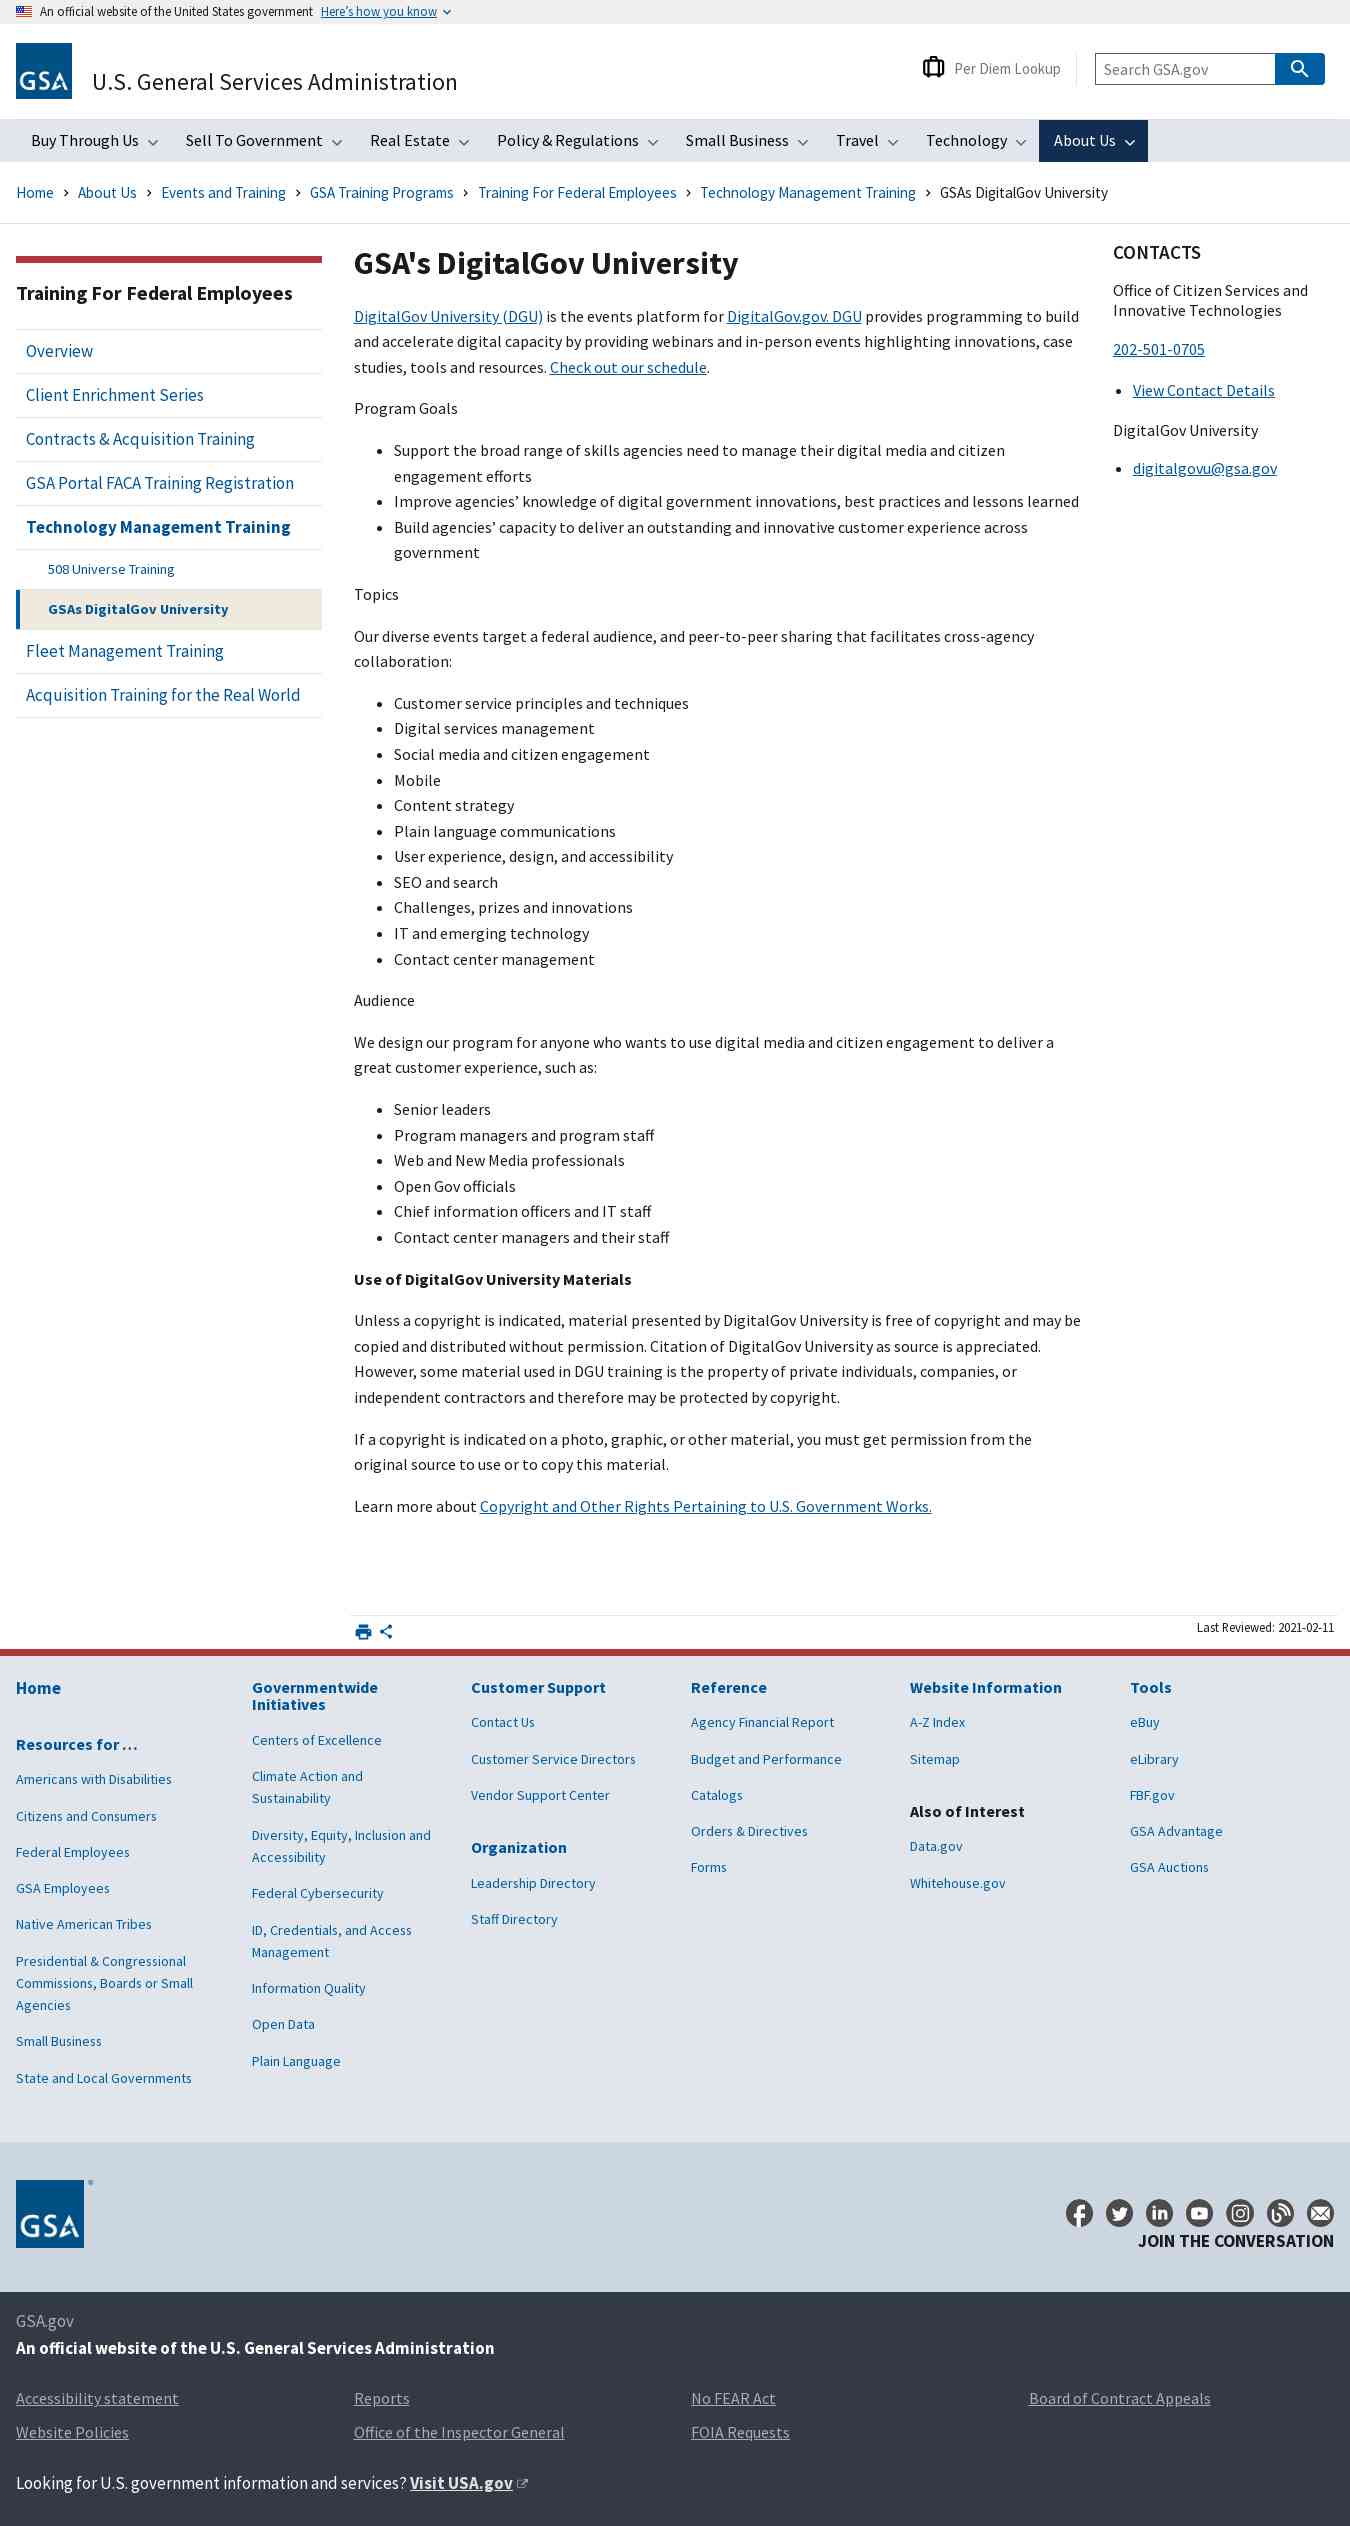 An official website of the United States government Here's how you know
GSA
U.S. General Services Administration
Per Diem Lookup
Search GSA.gov
Buy Through Us
Sell To Government
Real Estate
Policy & Regulations
Small Business
Travel
Technology
About Us
Home › About Us › Events and Training › GSA Training Programs › Training For Federal Employees › Technology Management Training › GSAs DigitalGov University
Training For Federal Employees
Overview
Client Enrichment Series
Contracts & Acquisition Training
GSA Portal FACA Training Registration
Technology Management Training
508 Universe Training
GSAs DigitalGov University
Fleet Management Training
Acquisition Training for the Real World
GSA's DigitalGov University
DigitalGov University (DGU) is the events platform for DigitalGov.gov. DGU provides programming to build
and accelerate digital capacity by providing webinars and in-person events highlighting innovations, case
studies, tools and resources. Check out our schedule.
Program Goals
• Support the broad range of skills agencies need to manage their digital media and citizen
engagement efforts
• Improve agencies’ knowledge of digital government innovations, best practices and lessons learned
• Build agencies’ capacity to deliver an outstanding and innovative customer experience across
government
Topics
Our diverse events target a federal audience, and peer-to-peer sharing that facilitates cross-agency
collaboration:
• Customer service principles and techniques
• Digital services management
• Social media and citizen engagement
• Mobile
• Content strategy
• Plain language communications
• User experience, design, and accessibility
• SEO and search
• Challenges, prizes and innovations
• IT and emerging technology
• Contact center management
Audience
We design our program for anyone who wants to use digital media and citizen engagement to deliver a
great customer experience, such as:
• Senior leaders
• Program managers and program staff
• Web and New Media professionals
• Open Gov officials
• Chief information officers and IT staff
• Contact center managers and their staff
Use of DigitalGov University Materials
Unless a copyright is indicated, material presented by DigitalGov University is free of copyright and may be
copied and distributed without permission. Citation of DigitalGov University as source is appreciated.
However, some material used in DGU training is the property of private individuals, companies, or
independent contractors and therefore may be protected by copyright.
If a copyright is indicated on a photo, graphic, or other material, you must get permission from the
original source to use or to copy this material.
Learn more about Copyright and Other Rights Pertaining to U.S. Government Works.
CONTACTS
Office of Citizen Services and
Innovative Technologies
202-501-0705
• View Contact Details
DigitalGov University
• digitalgovu@gsa.gov
Last Reviewed: 2021-02-11
Home
Resources for …
Americans with Disabilities
Citizens and Consumers
Federal Employees
GSA Employees
Native American Tribes
Presidential & Congressional
Commissions, Boards or Small
Agencies
Small Business
State and Local Governments
Governmentwide
Initiatives
Centers of Excellence
Climate Action and
Sustainability
Diversity, Equity, Inclusion and
Accessibility
Federal Cybersecurity
ID, Credentials, and Access
Management
Information Quality
Open Data
Plain Language
Customer Support
Contact Us
Customer Service Directors
Vendor Support Center
Organization
Leadership Directory
Staff Directory
Reference
Agency Financial Report
Budget and Performance
Catalogs
Orders & Directives
Forms
Website Information
A-Z Index
Sitemap
Also of Interest
Data.gov
Whitehouse.gov
Tools
eBuy
eLibrary
FBF.gov
GSA Advantage
GSA Auctions
GSA ®
JOIN THE CONVERSATION
GSA.gov
An official website of the U.S. General Services Administration
Accessibility statement
Reports
No FEAR Act
Board of Contract Appeals
Website Policies
Office of the Inspector General
FOIA Requests
Looking for U.S. government information and services? Visit USA.gov